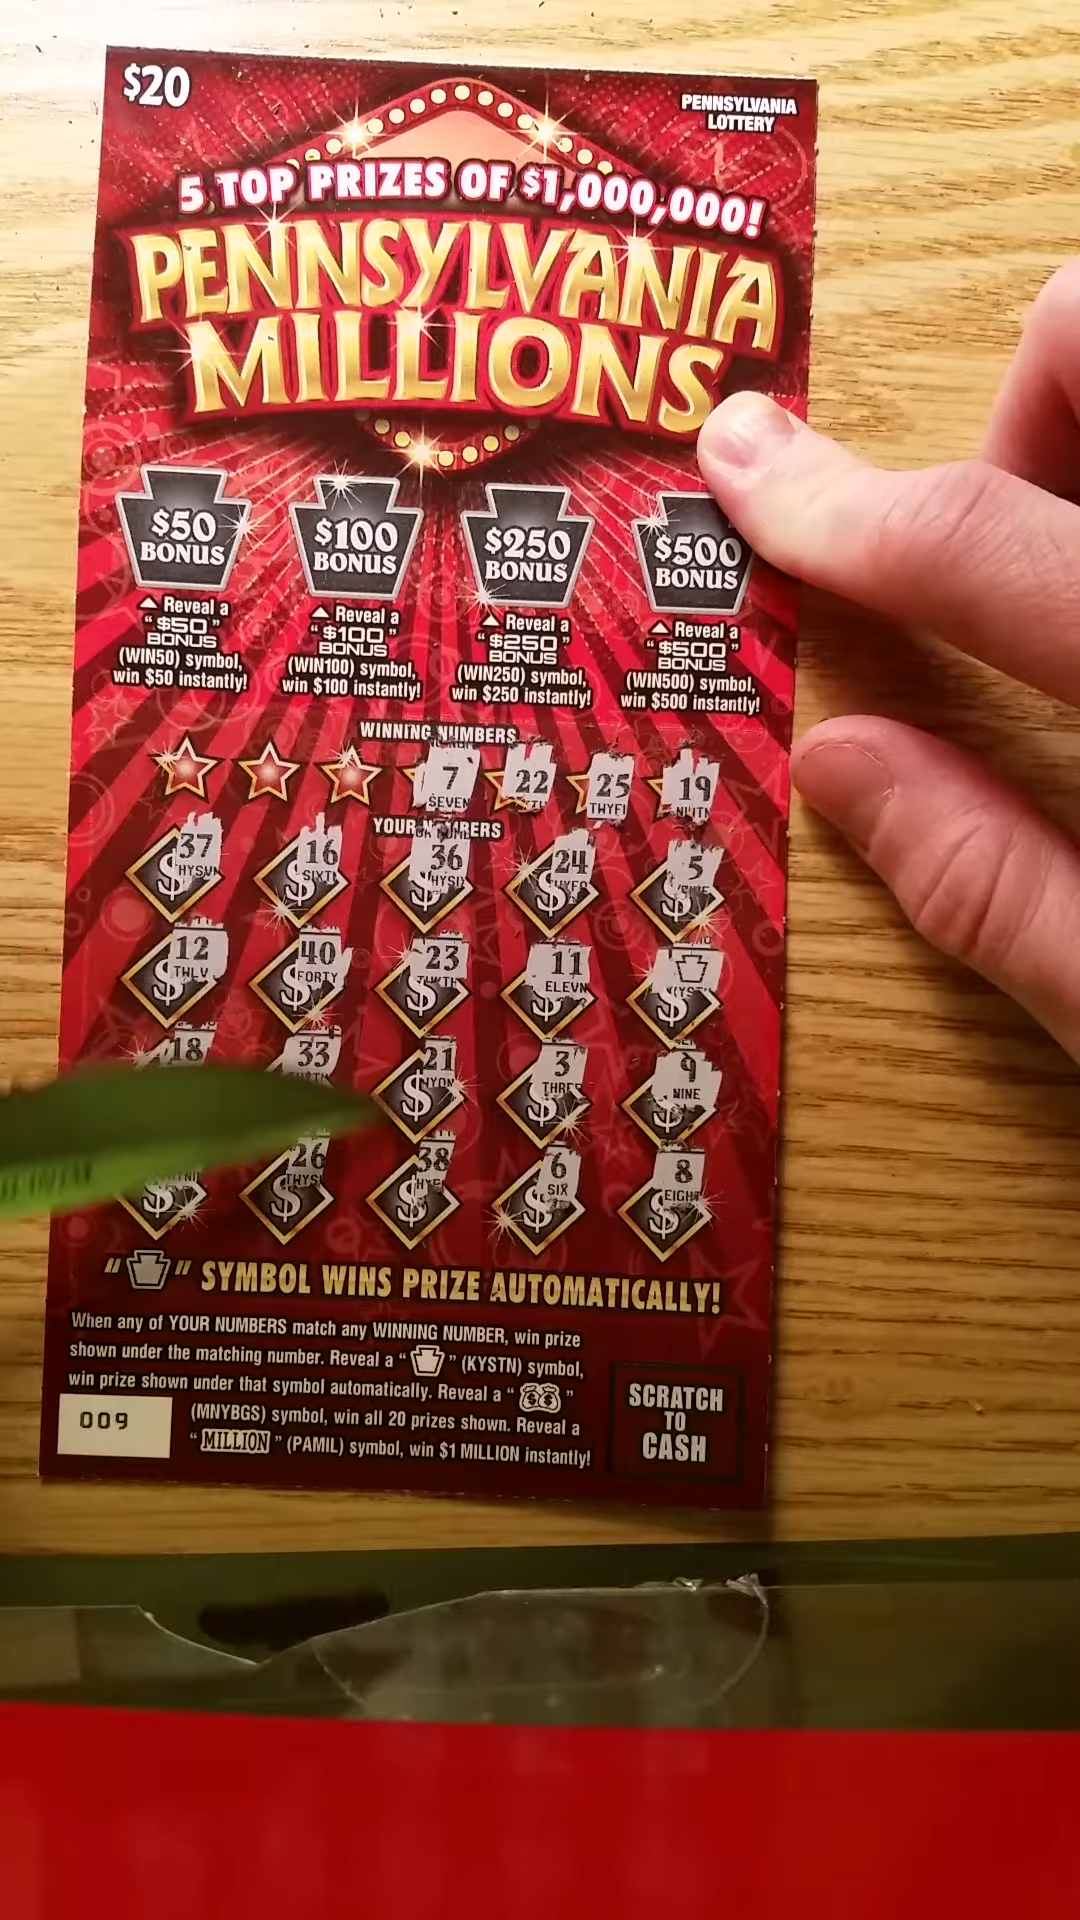 $20
PENNSYLVANIA
LOTTERY
5 TOP PRIZES OF $1,000,000!
PENNSYLVANIA
MILLIONS
$50 BONUS $100 BONUS $250 BONUS $500 BONUS
Reveal a "$50" BONUS (WIN50) symbol, win $50 instantly!
Reveal a "$100" BONUS (WIN100) symbol, win $100 instantly!
Reveal a "$250" BONUS (WIN250) symbol, win $250 instantly!
Reveal a "$500" BONUS (WIN500) symbol, win $500 instantly!
WINNING NUMBERS
7 22 25 19
SEVEN TWYFI
YOUR NUMBERS
37 16 36 24 5
HYSVN SIXTN HYSIX
$ $ $ $ $
12 40 23 11
TWLV FORTY ELEVN
$ $ $ $ $
18 33 21 3 9
THREE NINE
$ $ $
26 38 6 8
SIX EIGHT
$ $ $ $ $
" " SYMBOL WINS PRIZE AUTOMATICALLY!
When any of YOUR NUMBERS match any WINNING NUMBER, win prize
shown under the matching number. Reveal a " " (KYSTN) symbol,
win prize shown under that symbol automatically. Reveal a " "
(MNYBGS) symbol, win all 20 prizes shown. Reveal a
"MILLION" (PAMIL) symbol, win $1 MILLION instantly!
009
SCRATCH
TO
CASH